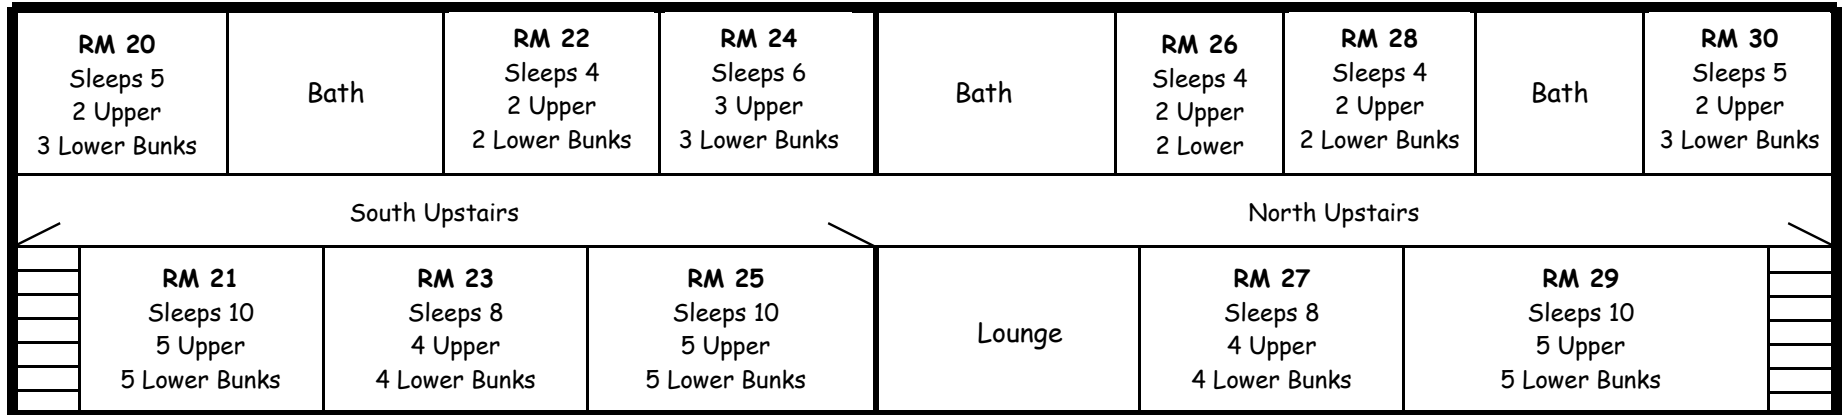 RM 20
Sleeps 5
2 Upper
3 Lower Bunks
Bath
RM 22
Sleeps 4
2 Upper
2 Lower Bunks
RM 24
Sleeps 6
3 Upper
3 Lower Bunks
Bath
RM 26
Sleeps 4
2 Upper
2 Lower
RM 28
Sleeps 4
2 Upper
2 Lower Bunks
Bath
RM 30
Sleeps 5
2 Upper
3 Lower Bunks
South Upstairs
North Upstairs
RM 21
Sleeps 10
5 Upper
5 Lower Bunks
RM 23
Sleeps 8
4 Upper
4 Lower Bunks
RM 25
Sleeps 10
5 Upper
5 Lower Bunks
Lounge
RM 27
Sleeps 8
4 Upper
4 Lower Bunks
RM 29
Sleeps 10
5 Upper
5 Lower Bunks